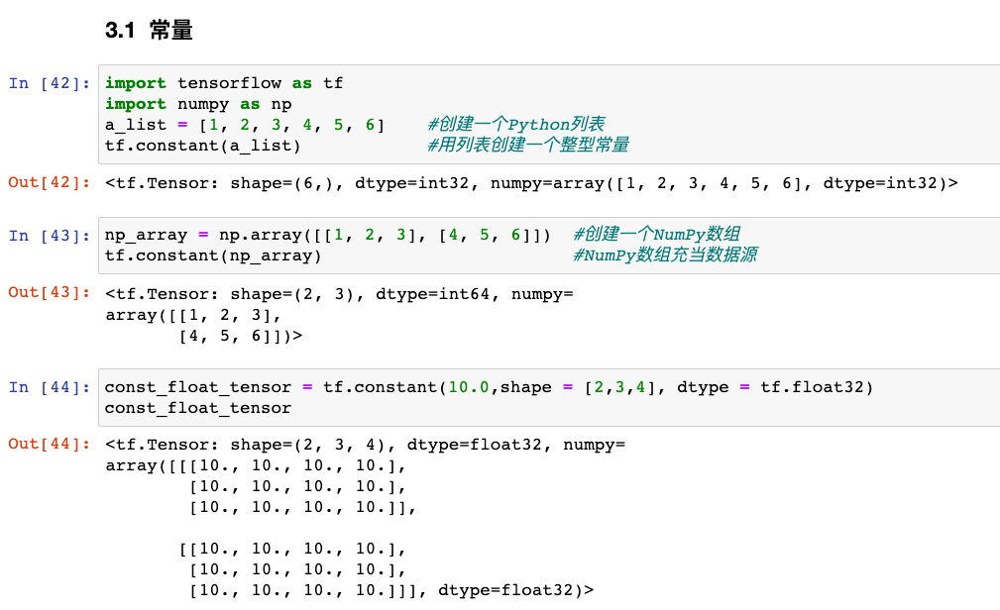 3.1 常量
In [42]: import tensorflow as tf
import numpy as np
a_list = [1, 2, 3, 4, 5, 6]    #创建一个Python列表
tf.constant(a_list)            #用列表创建一个整型常量
Out[42]: <tf.Tensor: shape=(6,), dtype=int32, numpy=array([1, 2, 3, 4, 5, 6], dtype=int32)>
In [43]: np_array = np.array([[1, 2, 3], [4, 5, 6]])  #创建一个NumPy数组
tf.constant(np_array)                        #NumPy数组充当数据源
Out[43]: <tf.Tensor: shape=(2, 3), dtype=int64, numpy=
array([[1, 2, 3],
       [4, 5, 6]])>
In [44]: const_float_tensor = tf.constant(10.0,shape = [2,3,4], dtype = tf.float32)
const_float_tensor
Out[44]: <tf.Tensor: shape=(2, 3, 4), dtype=float32, numpy=
array([[[10., 10., 10., 10.],
        [10., 10., 10., 10.],
        [10., 10., 10., 10.]],
       [[10., 10., 10., 10.],
        [10., 10., 10., 10.],
        [10., 10., 10., 10.]]], dtype=float32)>